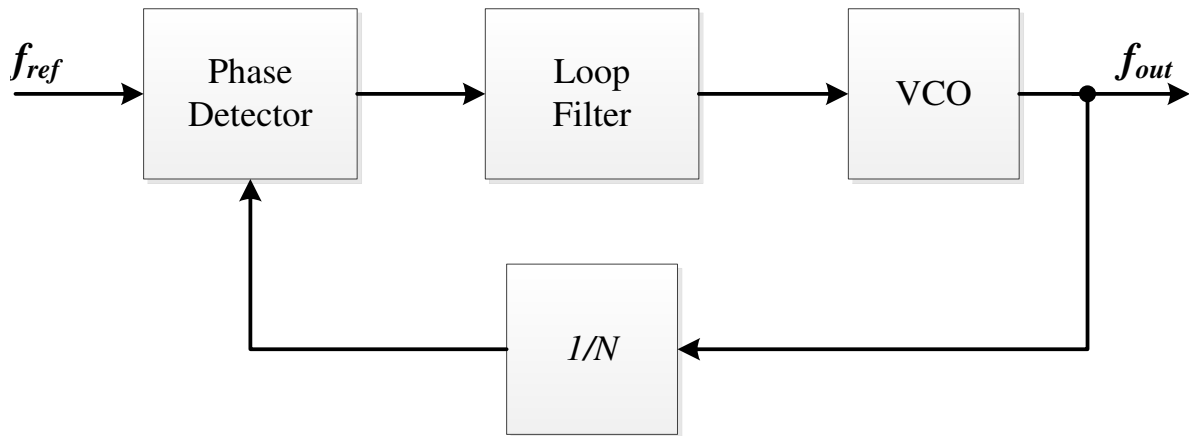 f_ref
Phase
Detector
Loop
Filter
VCO
f_out
1/N